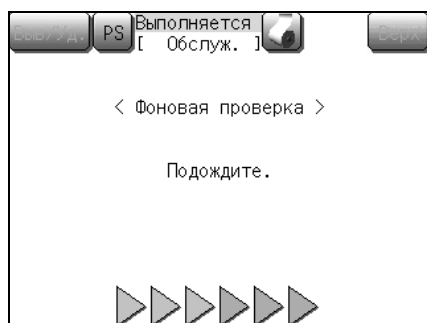 Выв/Уд. PS Выполняется Верх
[ Обслуж. ]
< Фоновая проверка >
Подождите.